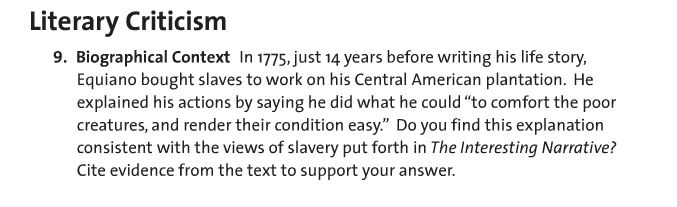 Literary Criticism
9. Biographical Context In 1775, just 14 years before writing his life story,
Equiano bought slaves to work on his Central American plantation. He
explained his actions by saying he did what he could “to comfort the poor
creatures, and render their condition easy.” Do you find this explanation
consistent with the views of slavery put forth in The Interesting Narrative?
Cite evidence from the text to support your answer.